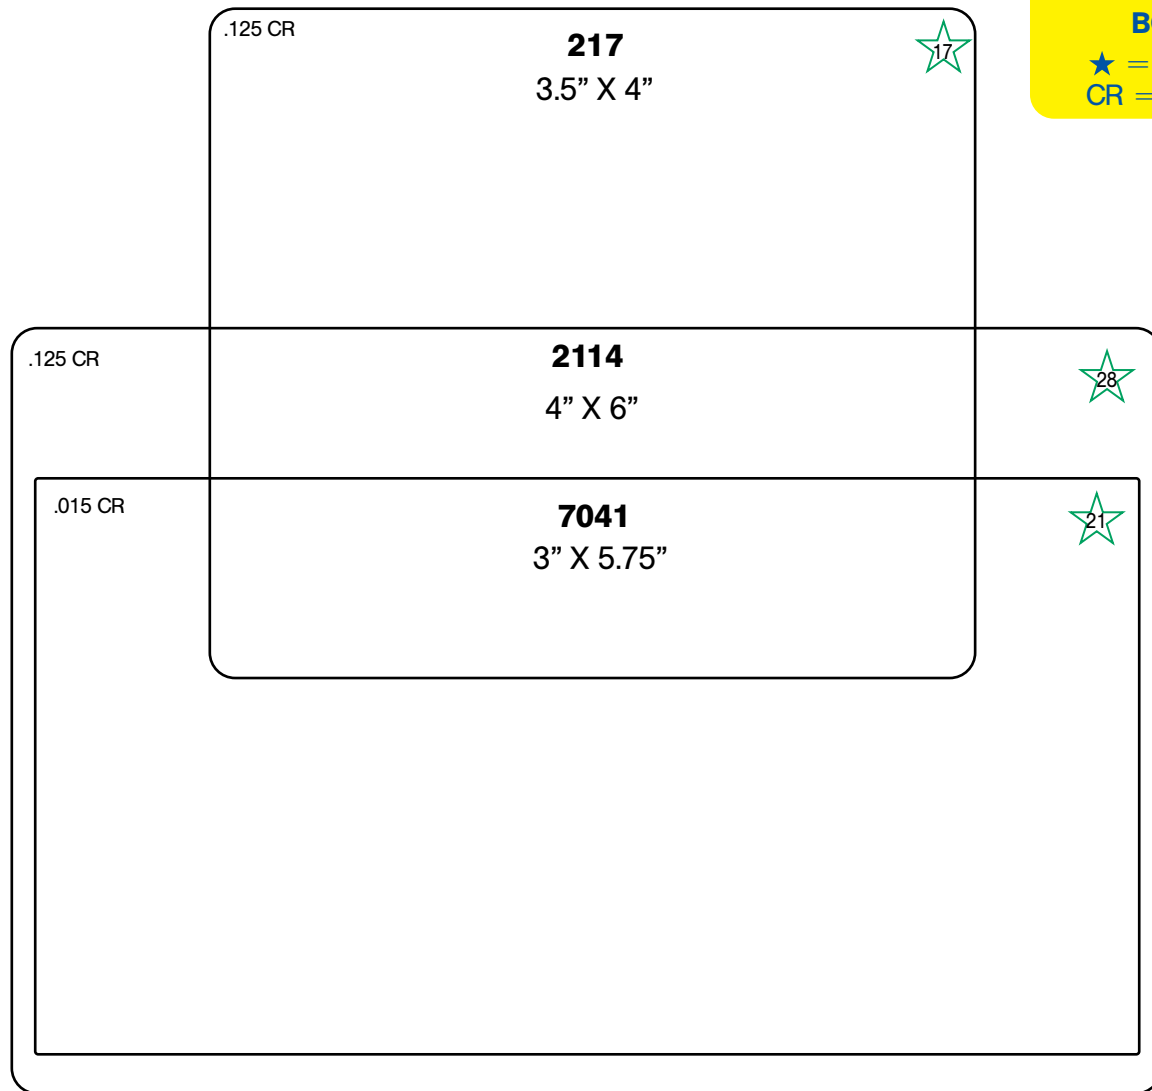 .125 CR
217
17
3.5” X 4”
★ =
CR =
.125 CR
2114
28
4” X 6”
.015 CR
7041
21
3” X 5.75”